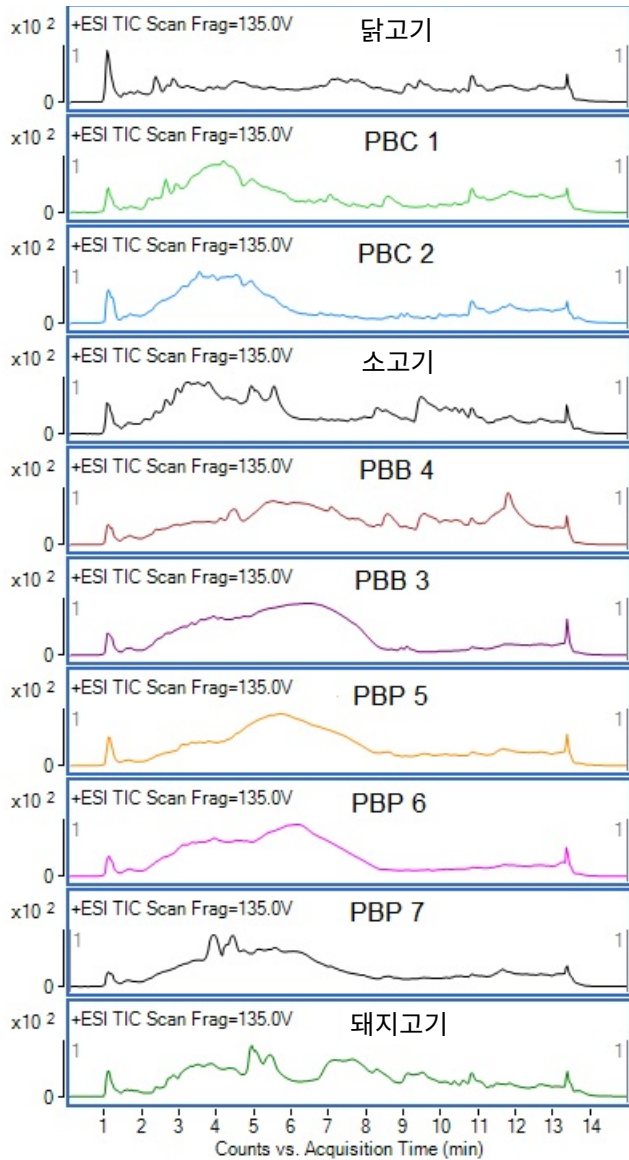 x10 2
+ESI TIC Scan Frag=135.0V
닭고기
1
1
0
x10 2
+ESI TIC Scan Frag=135.0V
PBC 1
1
1
0
x10 2
+ESI TIC Scan Frag=135.0V
PBC 2
1
1
0
x10 2
+ESI TIC Scan Frag=135.0V
소고기
1
1
0
x10 2
+ESI TIC Scan Frag=135.0V
PBB 4
1
1
0
x10 2
+ESI TIC Scan Frag=135.0V
PBB 3
1
1
0
x10 2
+ESI TIC Scan Frag=135.0V
PBP 5
1
1
0
x10 2
+ESI TIC Scan Frag=135.0V
PBP 6
1
1
0
x10 2
+ESI TIC Scan Frag=135.0V
PBP 7
1
1
0
x10 2
+ESI TIC Scan Frag=135.0V
돼지고기
1
1
0
1 2 3 4 5 6 7 8 9 10 11 12 13 14
Counts vs. Acquisition Time (min)